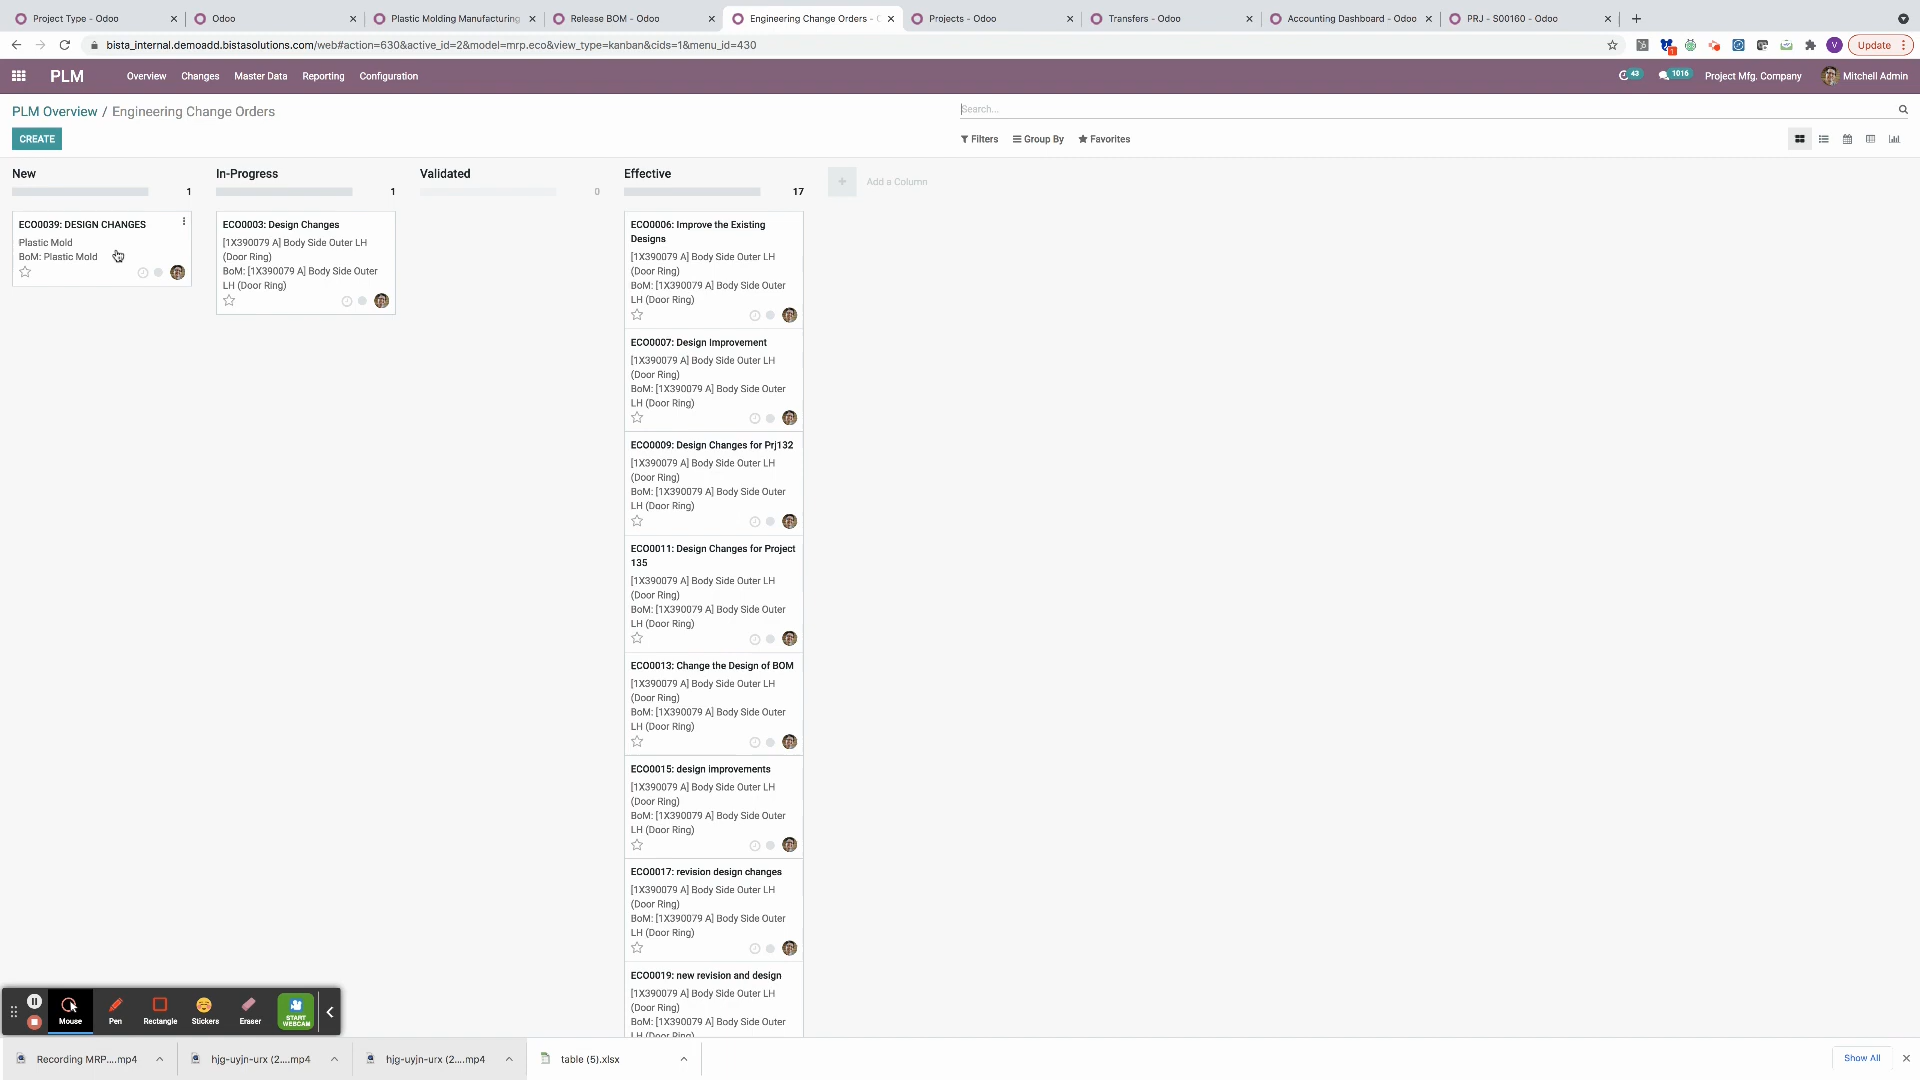 Project Type - Odoo
Odoo
Plastic Molding Manufacturing
Release BOM - Odoo
Engineering Change Orders -
Projects - Odoo
Transfers - Odoo
Accounting Dashboard - Odoo
PRJ - S00160 - Odoo
bista_internal.demoadd.bistasolutions.com/web#action=630&active_id=2&model=mrp.eco&view_type=kanban&cids=1&menu_id=430
1
V
Update
PLM
Overview
Changes
Master Data
Reporting
Configuration
43
1016
Project Mfg. Company
Mitchell Admin
PLM Overview / Engineering Change Orders
Search...
CREATE
Filters
Group By
Favorites
New
1
In-Progress
1
Validated
0
Effective
17
Add a Column
ECO0039: DESIGN CHANGES
Plastic Mold
BoM: Plastic Mold
ECO0003: Design Changes
[1X390079 A] Body Side Outer LH
(Door Ring)
BoM: [1X390079 A] Body Side Outer
LH (Door Ring)
ECO0006: Improve the Existing
Designs
[1X390079 A] Body Side Outer LH
(Door Ring)
BoM: [1X390079 A] Body Side Outer
LH (Door Ring)
ECO0007: Design Improvement
[1X390079 A] Body Side Outer LH
(Door Ring)
BoM: [1X390079 A] Body Side Outer
LH (Door Ring)
ECO0009: Design Changes for Prj132
[1X390079 A] Body Side Outer LH
(Door Ring)
BoM: [1X390079 A] Body Side Outer
LH (Door Ring)
ECO0011: Design Changes for Project
135
[1X390079 A] Body Side Outer LH
(Door Ring)
BoM: [1X390079 A] Body Side Outer
LH (Door Ring)
ECO0013: Change the Design of BOM
[1X390079 A] Body Side Outer LH
(Door Ring)
BoM: [1X390079 A] Body Side Outer
LH (Door Ring)
ECO0015: design improvements
[1X390079 A] Body Side Outer LH
(Door Ring)
BoM: [1X390079 A] Body Side Outer
LH (Door Ring)
ECO0017: revision design changes
[1X390079 A] Body Side Outer LH
(Door Ring)
BoM: [1X390079 A] Body Side Outer
LH (Door Ring)
ECO0019: new revision and design
[1X390079 A] Body Side Outer LH
(Door Ring)
BoM: [1X390079 A] Body Side Outer
LH (Door Ring)
Mouse
Pen
Rectangle
Stickers
Eraser
START
WEBCAM
Recording MRP....mp4
hjg-uyjn-urx (2....mp4
hjg-uyjn-urx (2....mp4
table (5).xlsx
Show All